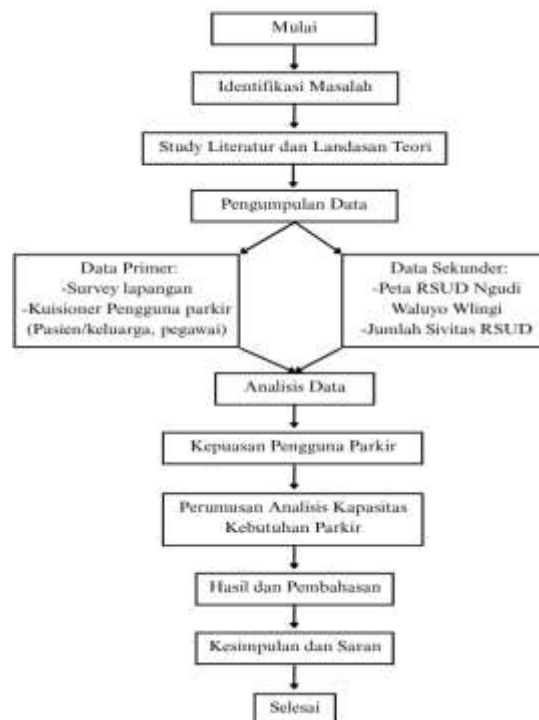 Mulai
Identifikasi Masalah
Study Literatur dan Landasan Teori
Pengumpulan Data
Data Primer:
-Survey lapangan
-Kuisioner Pengguna parkir
(Pasien/keluarga, pegawai)
Data Sekunder:
-Peta RSUD Ngudi
Waluyo Wlingi
-Jumlah Sivitas RSUD
Analisis Data
Kepuasan Pengguna Parkir
Perumusan Analisis Kapasitas
Kebutuhan Parkir
Hasil dan Pembahasan
Kesimpulan dan Saran
Selesai